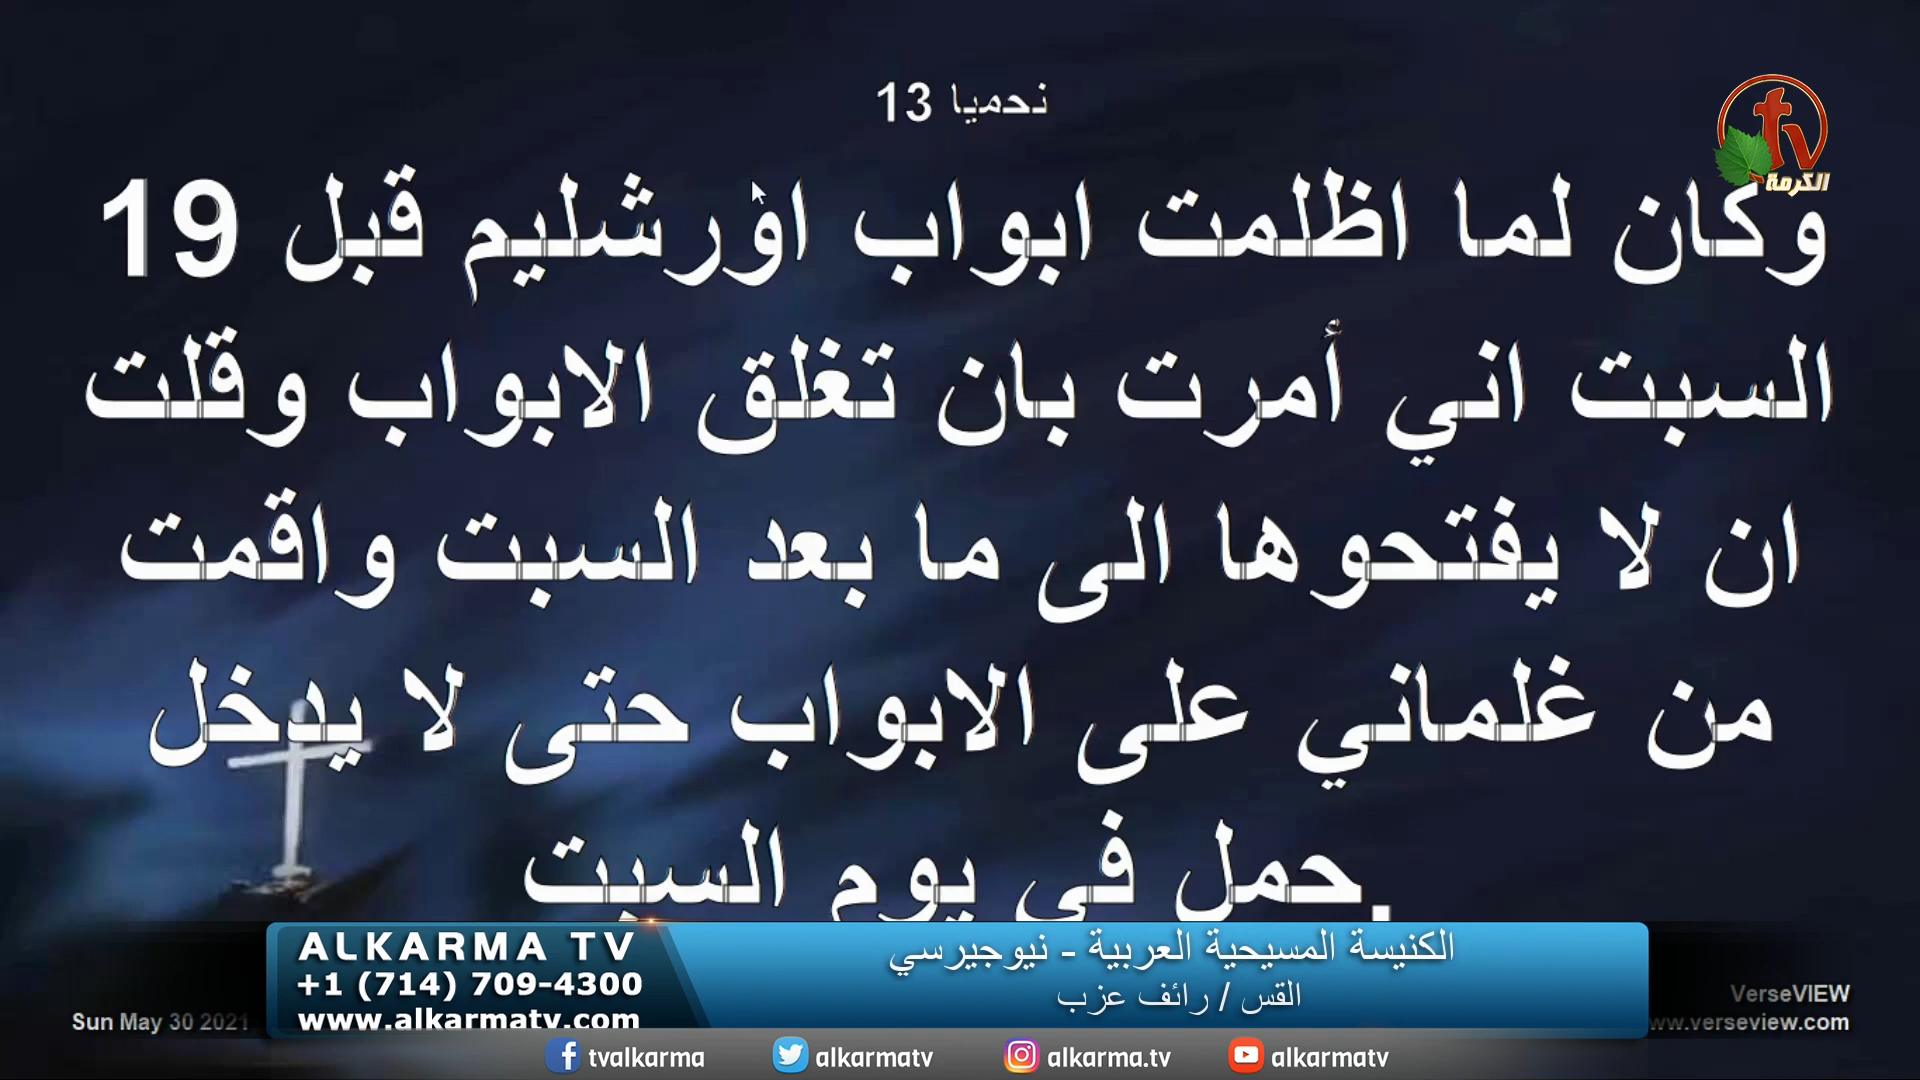 نحميا 13
tv
الكرمة
19 وكان لما اظلمت ابواب اورشليم قبل
السبت اني أمرت بان تغلق الابواب وقلت
ان لا يفتحوها الى ما بعد السبت واقمت
من غلماني على الابواب حتى لا يدخل
حمل في يوم السبت.
ALKARMA TV
+1 (714) 709-4300
www.alkarmatv.com
الكنيسة المسيحية العربية - نيوجيرسي
القس / رائف عزب
Sun May 30 2021
VerseVIEW
ww.verseview.com
tvalkarma
alkarmatv
alkarma.tv
alkarmatv